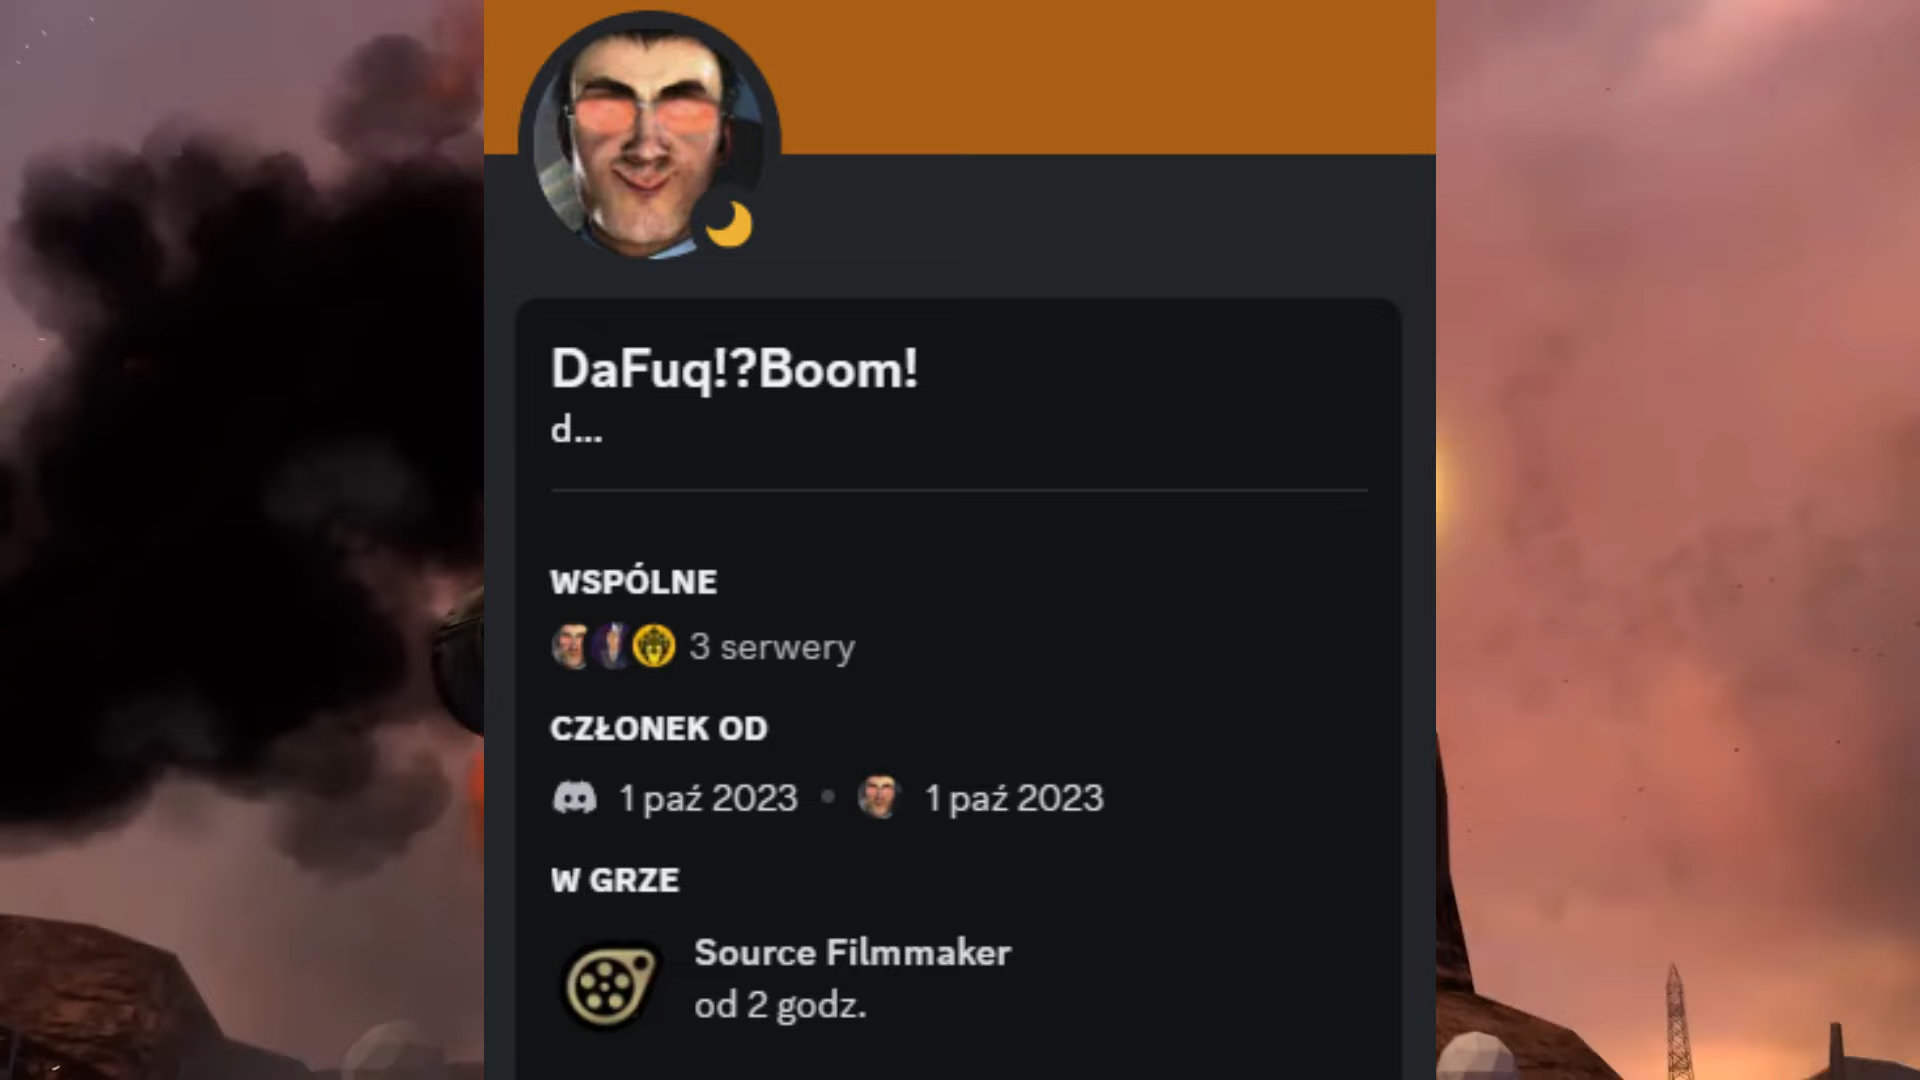 DaFuq!?Boom!
d...
WSPÓLNE
3 serwery
CZŁONEK OD
1 paź 2023 • 1 paź 2023
W GRZE
Source Filmmaker
od 2 godz.